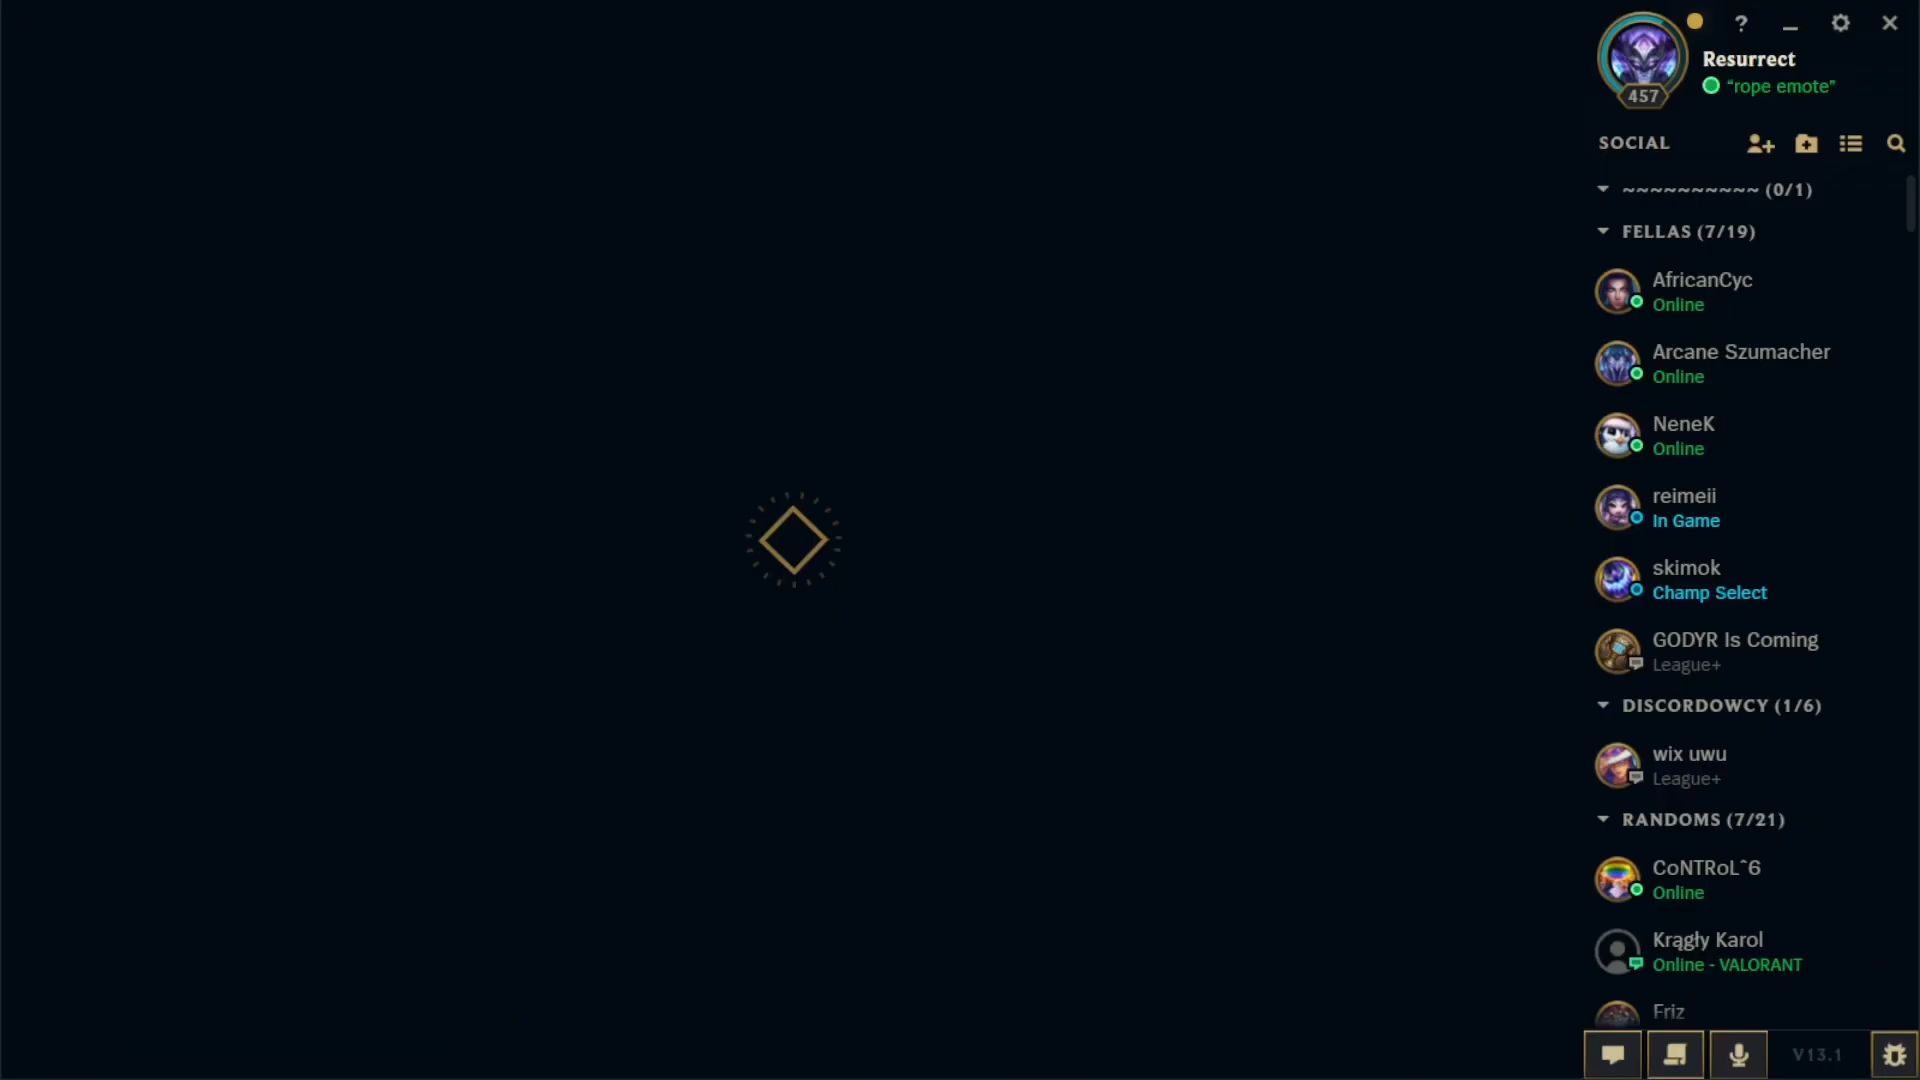 ?
Resurrect
457
“rope emote”
SOCIAL
~~~~~~~~~~ (0/1)
FELLAS (7/19)
AfricanCyc
Online
Arcane Szumacher
Online
NeneK
Online
reimeii
In Game
skimok
Champ Select
GODYR Is Coming
League+
DISCORDOWCY (1/6)
wix uwu
League+
RANDOMS (7/21)
CoNTRoL^6
Online
Krągły Karol
Online - VALORANT
Friz
V13.1